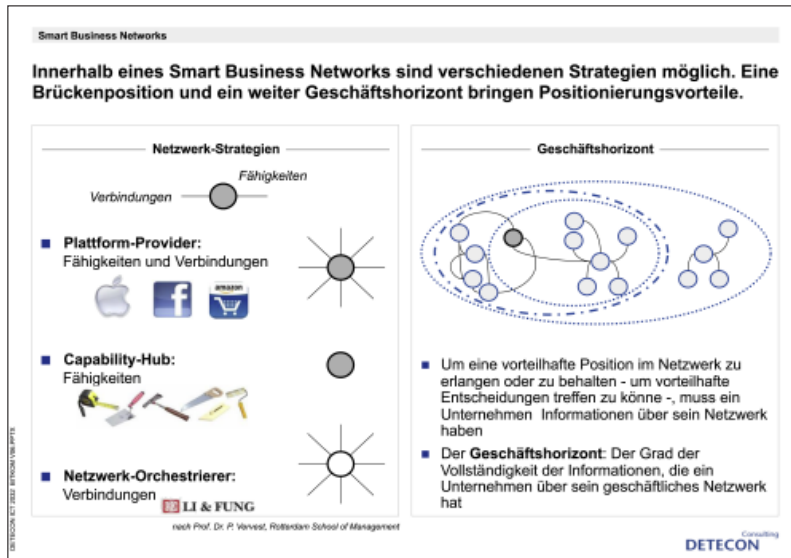 Smart Business Networks
Innerhalb eines Smart Business Networks sind verschiedenen Strategien möglich. Eine
Brückenposition und ein weiter Geschäftshorizont bringen Positionierungsvorteile.
Netzwerk-Strategien
Fähigkeiten
Verbindungen
Plattform-Provider:
Fähigkeiten und Verbindungen
amazon
Capability-Hub:
Fähigkeiten
Netzwerk-Orchestrierer:
Verbindungen
LI & FUNG
nach Prof. Dr. P. Vervest, Rotterdam School of Management
Geschäftshorizont
Um eine vorteilhafte Position im Netzwerk zu
erlangen oder zu behalten - um vorteilhafte
Entscheidungen treffen zu könne -, muss ein
Unternehmen Informationen über sein Netzwerk
haben
Der Geschäftshorizont: Der Grad der
Vollständigkeit der Informationen, die ein
Unternehmen über sein geschäftliches Netzwerk
hat
Consulting
DETECON